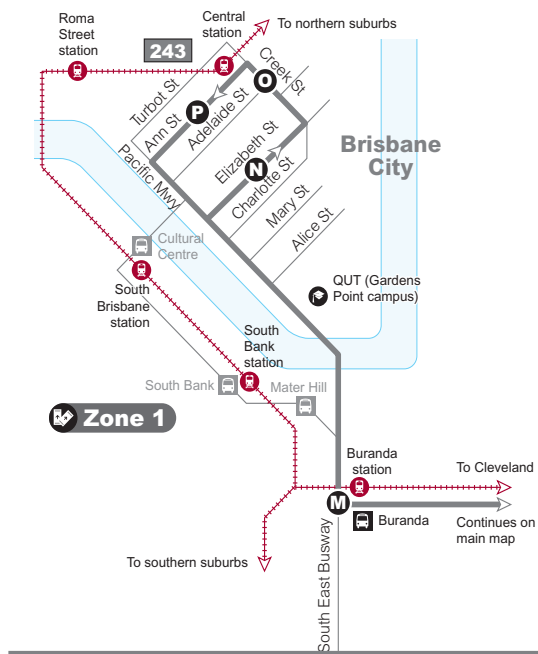 Roma
Street
station
Central
station
To northern suburbs
243
Creek St
O
Turbot St
P
Ann St
Adelaide St
Elizabeth St
N
Brisbane
City
Pacific Mwy
Charlotte St
Mary St
Alice St
Cultural
Centre
QUT (Gardens
Point campus)
South
Brisbane
station
South
Bank
station
South Bank
Mater Hill
Zone 1
Buranda
station
To Cleveland
M
Buranda
Continues on
main map
To southern suburbs
South East Busway